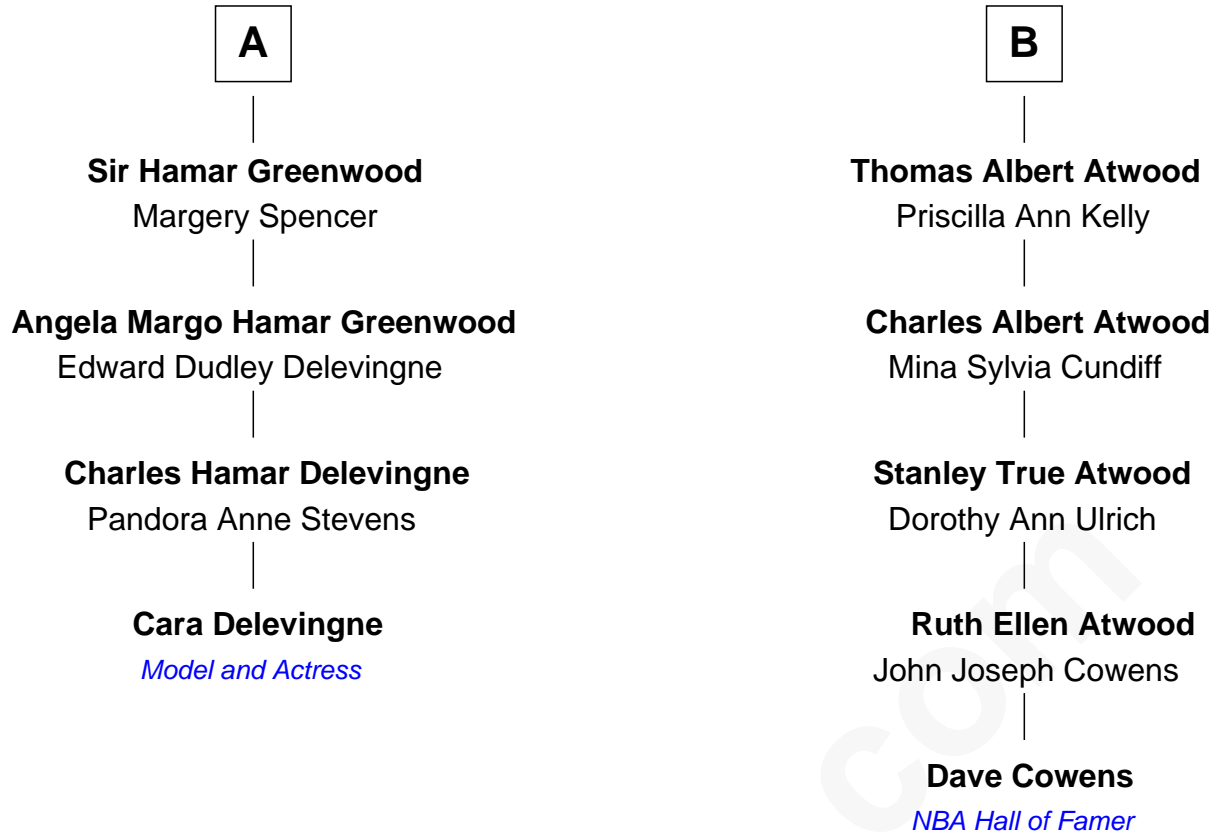 A
Sir Hamar Greenwood
Margery Spencer
Angela Margo Hamar Greenwood
Edward Dudley Delevingne
Charles Hamar Delevingne
Pandora Anne Stevens
Cara Delevingne
Model and Actress
B
Thomas Albert Atwood
Priscilla Ann Kelly
Charles Albert Atwood
Mina Sylvia Cundiff
Stanley True Atwood
Dorothy Ann Ulrich
Ruth Ellen Atwood
John Joseph Cowens
Dave Cowens
NBA Hall of Famer
com